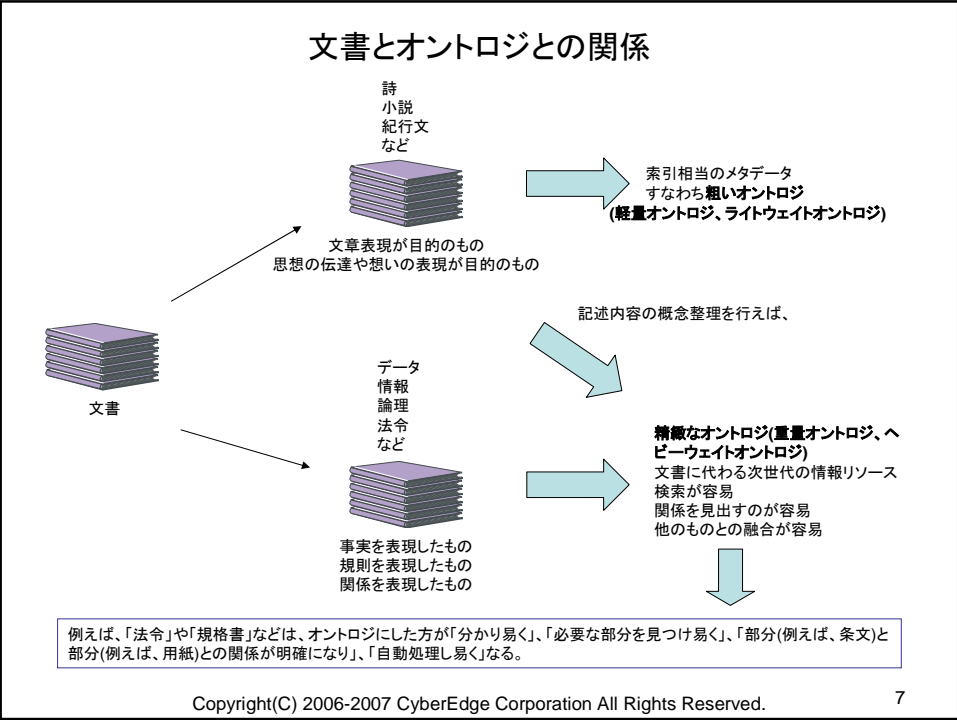 文書とオントロジとの関係
詩
小説
紀行文
など
文章表現が目的のもの
思想の伝達や想いの表現が目的のもの
索引相当のメタデータ
すなわち粗いオントロジ
(軽量オントロジ、ライトウェイトオントロジ)
記述内容の概念整理を行えば、
文書
データ
情報
論理
法令
など
事実を表現したもの
規則を表現したもの
関係を表現したもの
精緻なオントロジ(重量オントロジ、ヘ
ビーウェイトオントロジ)
文書に代わる次世代の情報リソース
検索が容易
関係を見出すのが容易
他のものとの融合が容易
例えば、「法令」や「規格書」などは、オントロジにした方が「分かり易く」、「必要な部分を見つけ易く」、「部分(例えば、条文)と
部分(例えば、用紙)との関係が明確になり」、「自動処理し易く」なる。
Copyright(C) 2006-2007 CyberEdge Corporation All Rights Reserved.
7